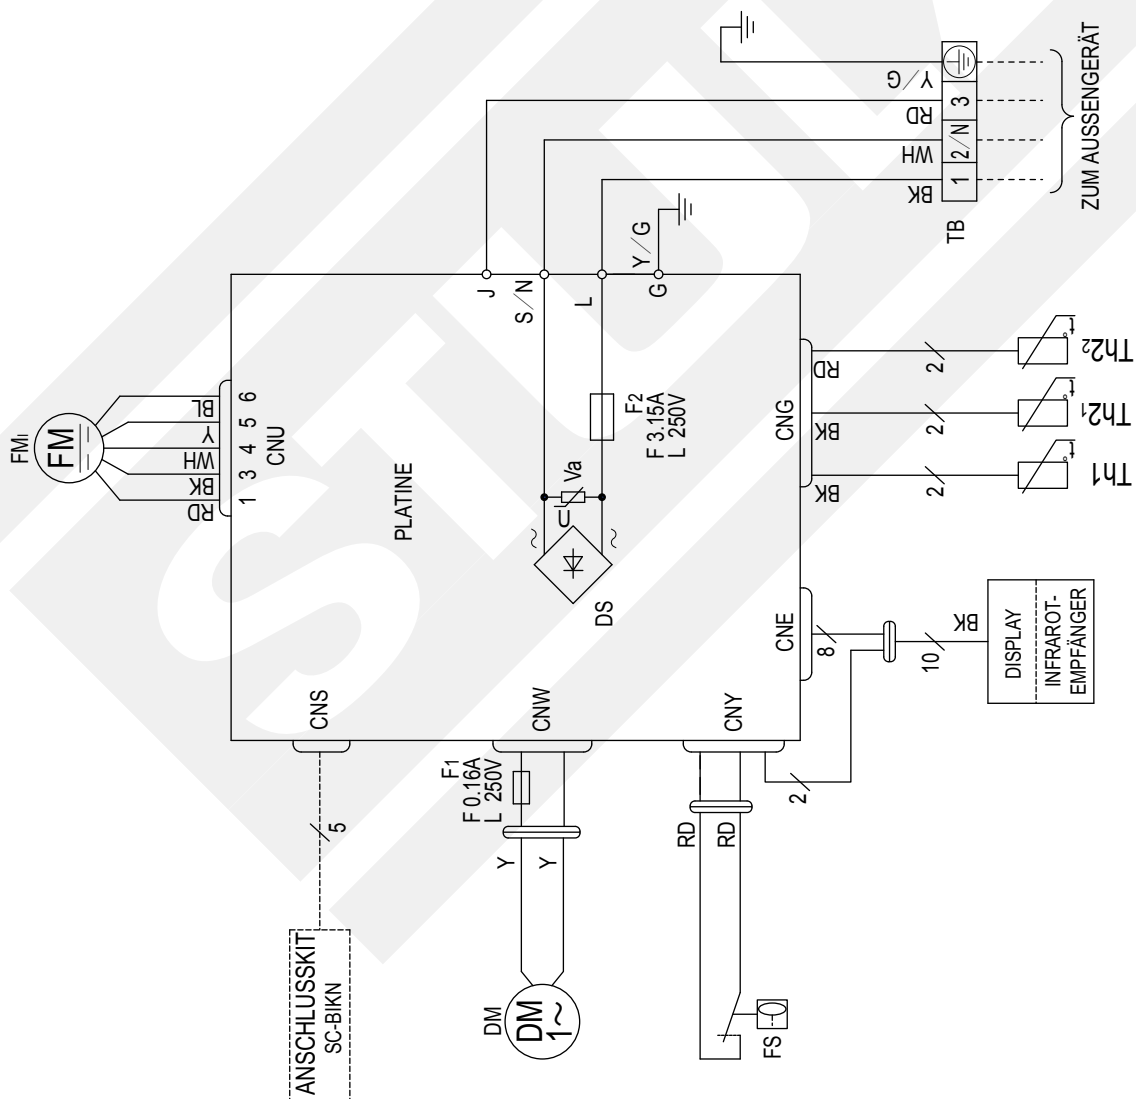 FMI
FM
RD
BK
WH
Y
BL
1 3 4 5 6
CNU
PLATINE
J
S/N
L
G
Y/G
F2
F 3.15A
L 250V
Va
U
DS
Y/G
RD
WH
BK
3
2/N
1
TB
ZUM AUSSENGERÄT
CNS
5
ANSCHLUSSKIT
SC-BIKN
CNW
F1
F 0.16A
L 250V
Y
Y
DM
DM
1~
CNY
RD
RD
FS
2
CNE
8
10
BK
DISPLAY
INFRAROT-
EMPFÄNGER
CNG
BK
BK
RD
2
2
2
t°
t°
t°
Th1
Th21
Th22
STULZ